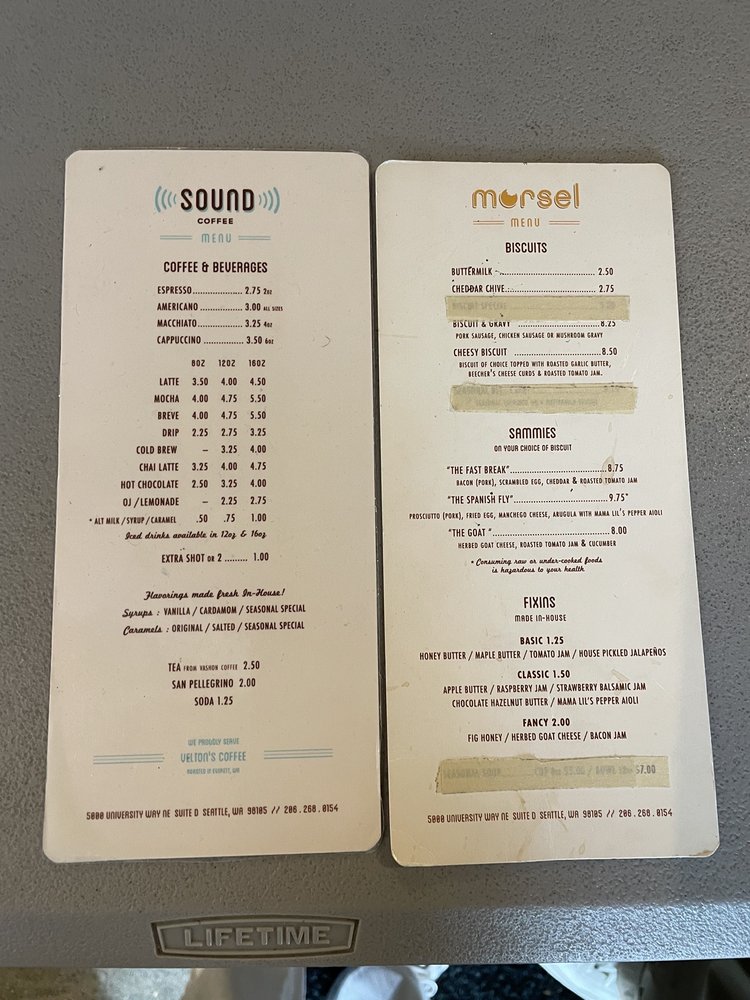 SOUND
COFFEE
MENU
COFFEE & BEVERAGES
ESPRESSO.................... 2.75 2oz
AMERICANO ................ 3.00 ALL SIZES
MACCHIATO................. 3.25 4oz
CAPPUCCINO ................ 3.50 6oz
8OZ 12OZ 16OZ
LATTE 3.50 4.00 4.50
MOCHA 4.00 4.75 5.50
BREVE 4.00 4.75 5.50
DRIP 2.25 2.75 3.25
COLD BREW – 3.25 4.00
CHAI LATTE 3.25 4.00 4.75
HOT CHOCOLATE 2.50 3.25 4.00
OJ / LEMONADE – 2.25 2.75
* ALT MILK / SYRUP / CARAMEL .50 .75 1.00
Iced drinks available in 12oz & 16oz
EXTRA SHOT OR 2 ......... 1.00
Flavorings made fresh In-House!
Syrups : VANILLA / CARDAMOM / SEASONAL SPECIAL
Caramels : ORIGINAL / SALTED / SEASONAL SPECIAL
TEA FROM VASHON COFFEE 2.50
SAN PELLEGRINO 2.00
SODA 1.25
WE PROUDLY SERVE
VELTON'S COFFEE
ROASTED IN EVERETT, WA
5000 UNIVERSITY WAY NE SUITE D SEATTLE, WA 98105 // 206.268.0154
morsel
MENU
BISCUITS
BUTTERMILK ...................................... 2.50
CHEDDAR CHIVE.................................. 2.75
BISCUIT SPECIAL
BISCUIT & GRAVY ............................ 8.25
PORK SAUSAGE, CHICKEN SAUSAGE OR MUSHROOM GRAVY
CHEESY BISCUIT ................................ 8.50
BISCUIT OF CHOICE TOPPED WITH ROASTED GARLIC BUTTER,
BEECHER'S CHEESE CURDS & ROASTED TOMATO JAM.
SAMMIES
ON YOUR CHOICE OF BISCUIT
"THE FAST BREAK"....................................8.75
BACON (PORK), SCRAMBLED EGG, CHEDDAR & ROASTED TOMATO JAM
"THE SPANISH FLY"...................................9.75*
PROSCIUTTO (PORK), FRIED EGG, MANCHEGO CHEESE, ARUGULA WITH MAMA LIL'S PEPPER AIOLI
"THE GOAT "..........................................8.00
HERBED GOAT CHEESE, ROASTED TOMATO JAM & CUCUMBER
* Consuming raw or under-cooked foods
is hazardous to your health
FIXINS
MADE IN-HOUSE
BASIC 1.25
HONEY BUTTER / MAPLE BUTTER / TOMATO JAM / HOUSE PICKLED JALAPEÑOS
CLASSIC 1.50
APPLE BUTTER / RASPBERRY JAM / STRAWBERRY BALSAMIC JAM
CHOCOLATE HAZELNUT BUTTER / MAMA LIL'S PEPPER AIOLI
FANCY 2.00
FIG HONEY / HERBED GOAT CHEESE / BACON JAM
SEASONAL SOUP CUP 8oz $5.00 / BOWL 12oz $7.00
5000 UNIVERSITY WAY NE SUITE D SEATTLE, WA 98105 // 206.268.0154
LIFETIME